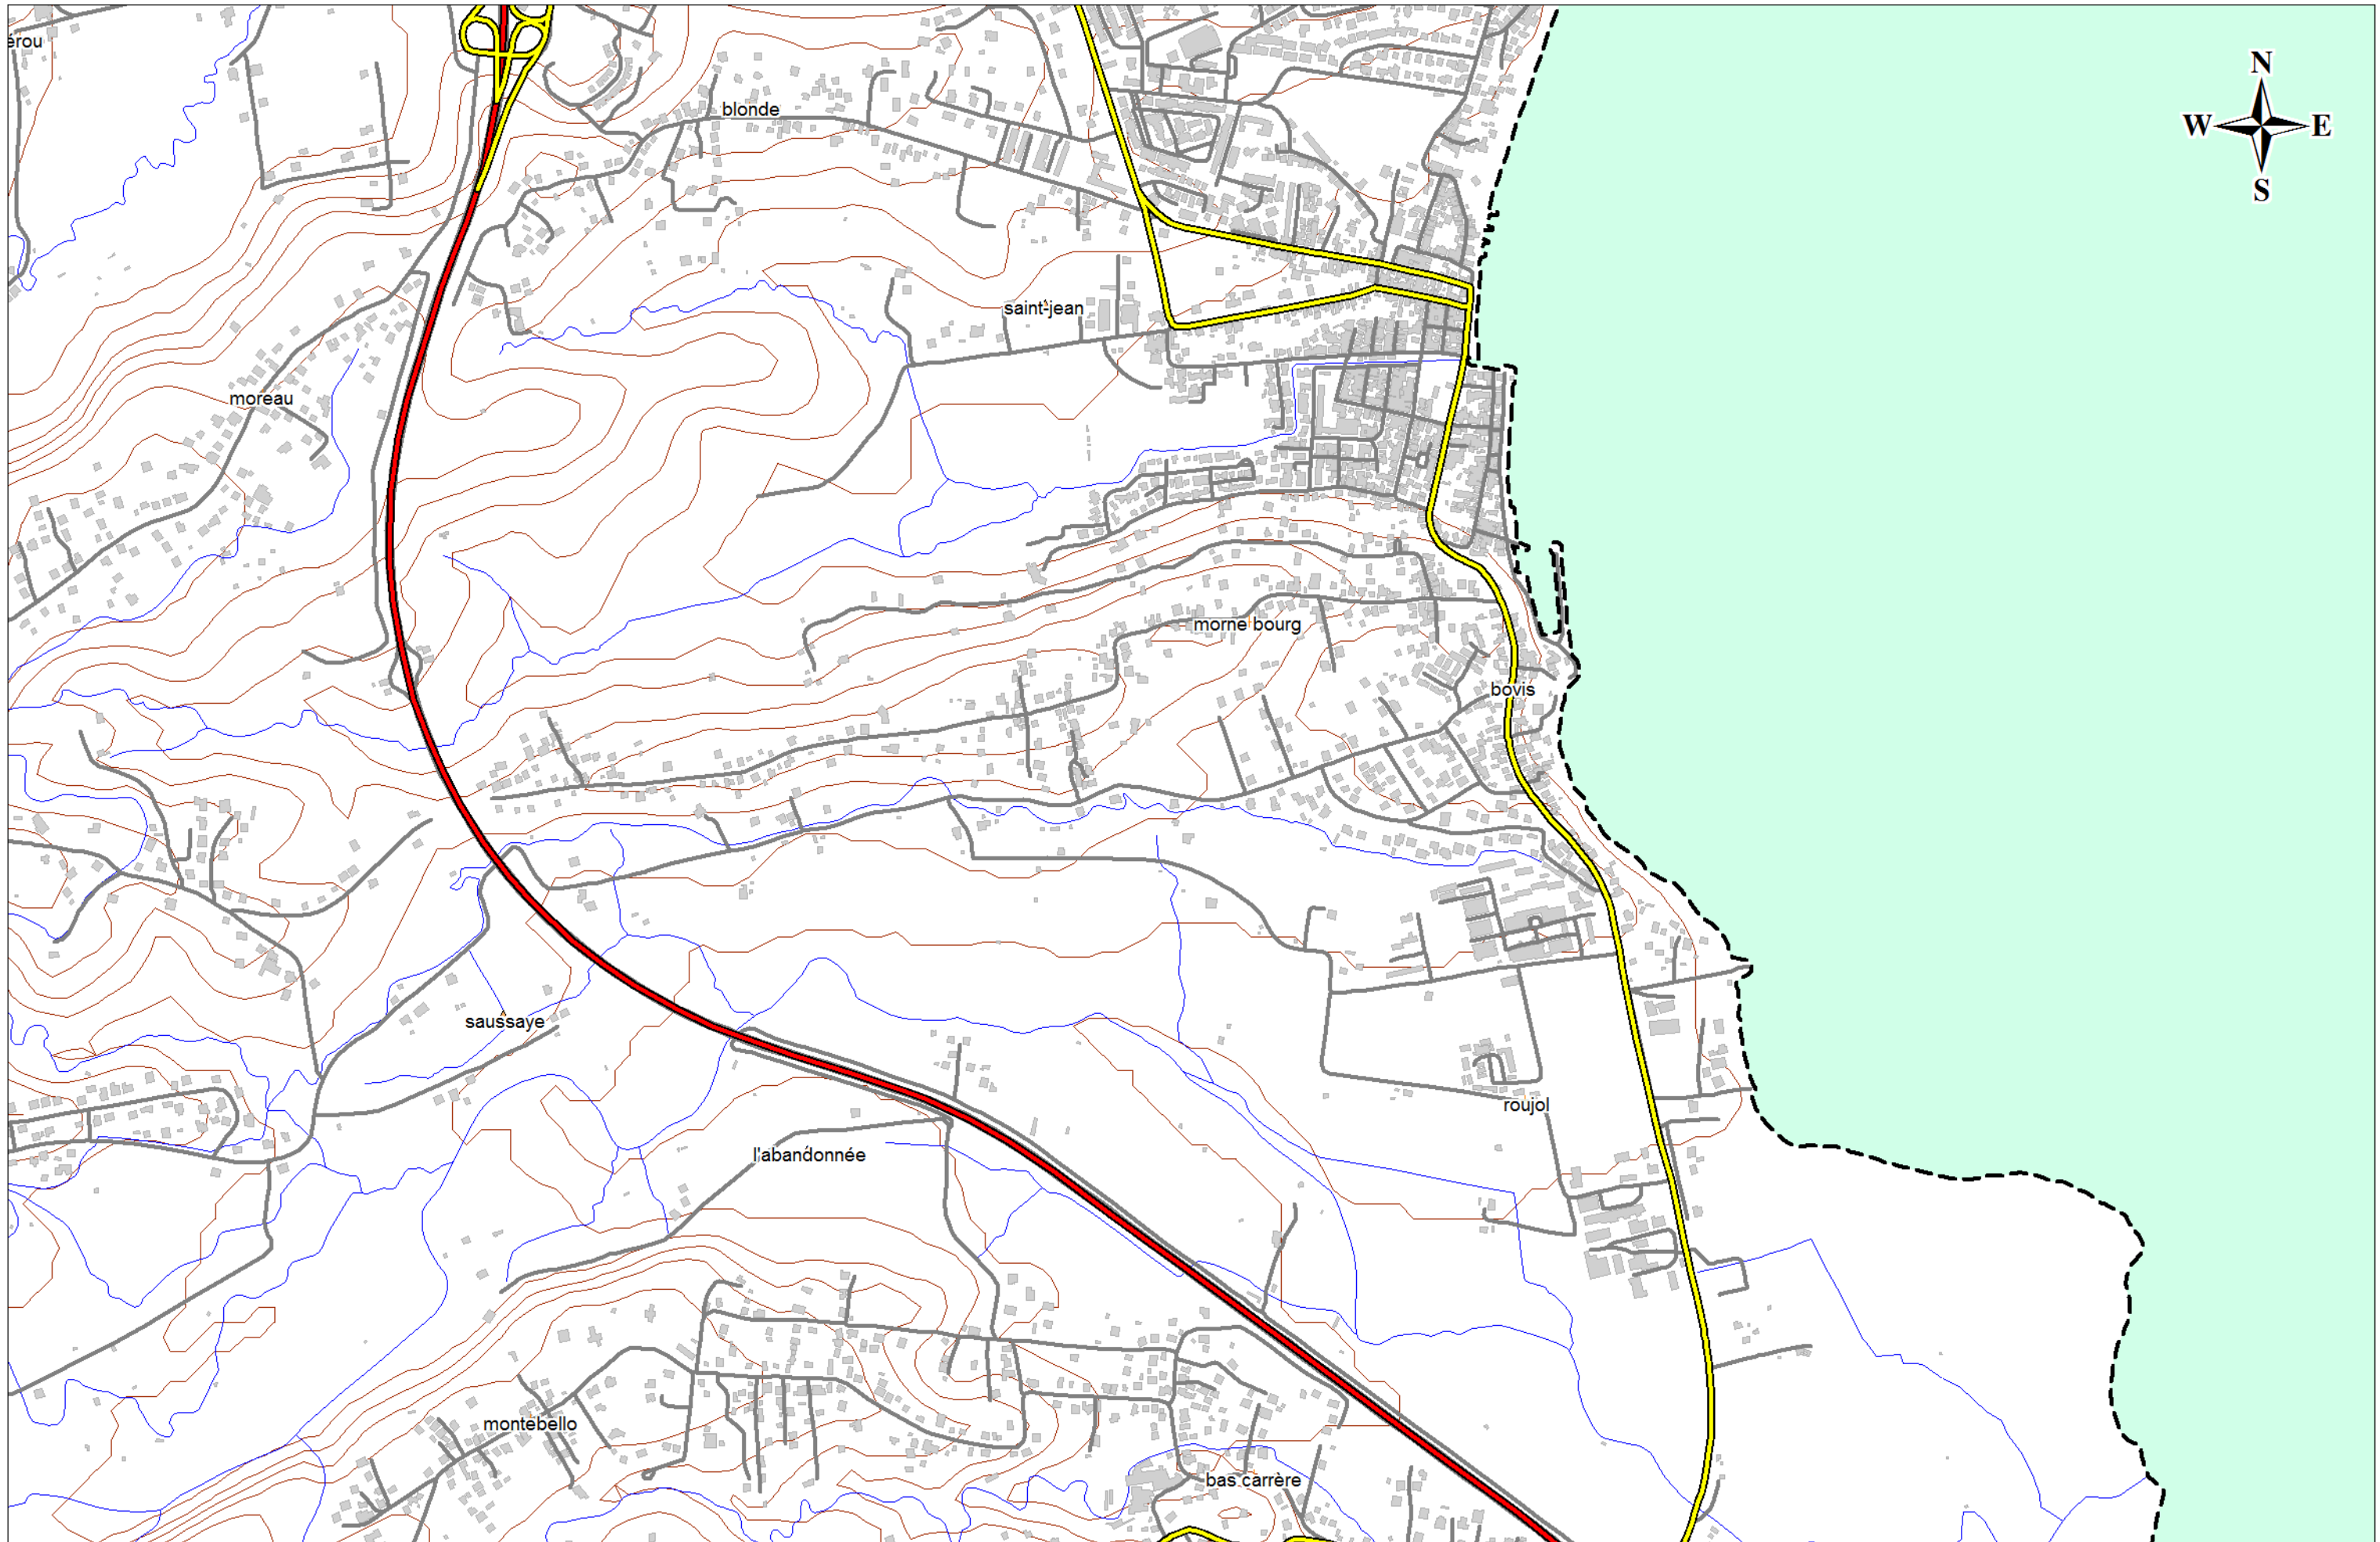 érou
N
W E
S
blonde
saint-jean
moreau
morne bourg
bovis
saussaye
roujol
l'abandonnée
montebello
bas carrère